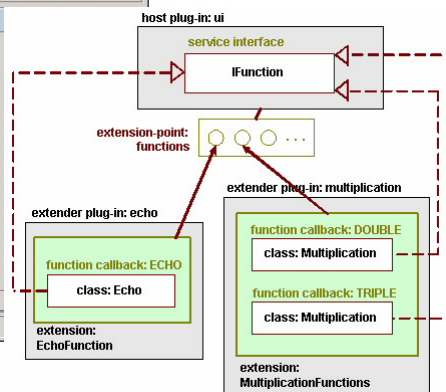 host plug-in: ui
service interface
IFunction
extension-point:
functions
...
extender plug-in: multiplication
extender plug-in: echo
function callback: DOUBLE
class: Multiplication
function callback: ECHO
class: Echo
function callback: TRIPLE
class: Multiplication
extension:
EchoFunction
extension:
MultiplicationFunctions